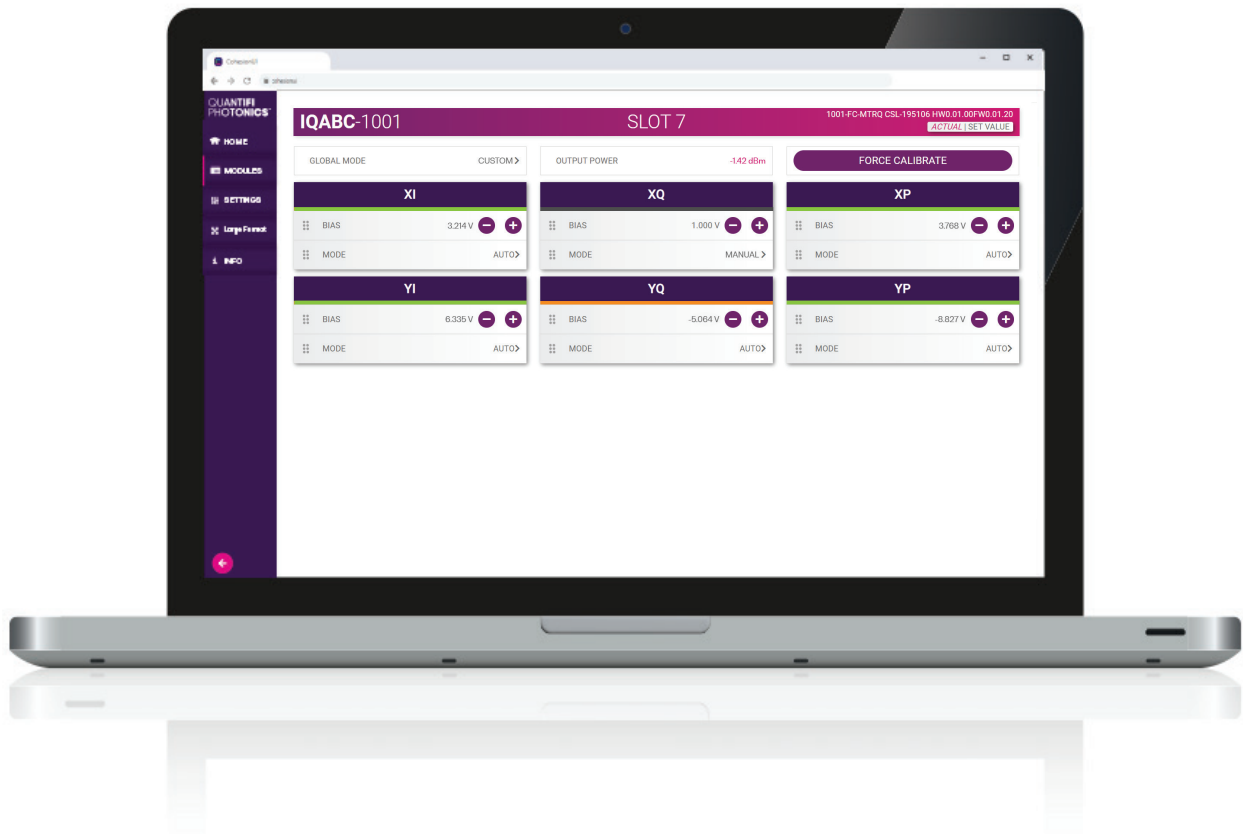 CohesionUI
cohesionui
QUANTIFI
PHOTONICS™
HOME
MODULES
SETTINGS
Large Format
INFO
IQABC-1001 SLOT 7 1001-FC-MTRQ CSL-195106 HW0.01.00FW0.01.20
ACTUAL | SET VALUE
GLOBAL MODE CUSTOM
OUTPUT POWER -1.42 dBm
FORCE CALIBRATE
XI XQ XP
BIAS 3.214 V BIAS 1.000 V BIAS 3.768 V
MODE AUTO MODE MANUAL MODE AUTO
YI YQ YP
BIAS 6.335 V BIAS -5.064 V BIAS -8.827 V
MODE AUTO MODE AUTO MODE AUTO